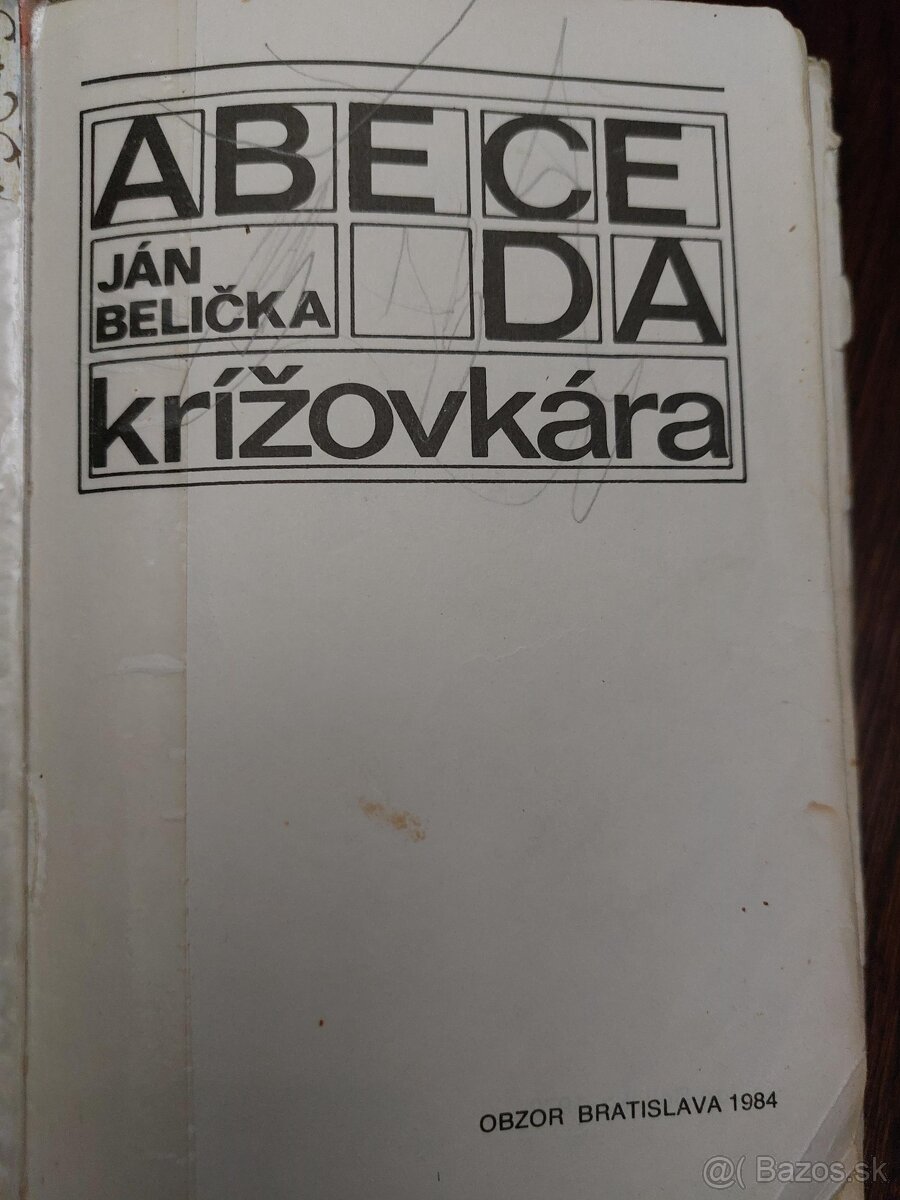 ABECE
JÁN
BELIČKA
DA
krížovkára
OBZOR BRATISLAVA 1984
@( Bazos.sk